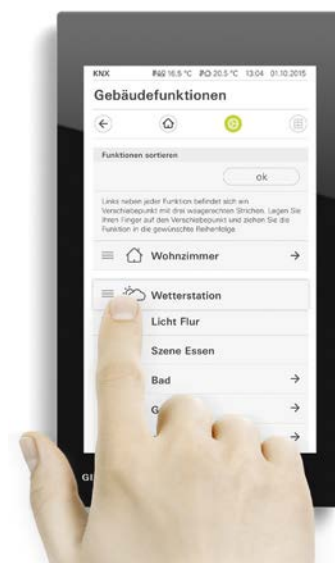 KNX 16.5 °C 20.5 °C 13:04 01.10.2015
Gebäudefunktionen
Funktionen sortieren
ok
Links neben jeder Funktion befindet sich ein
Verschiebepunkt mit drei waagerechten Strichen. Legen Sie
Ihren Finger auf den Verschiebepunkt und ziehen Sie die
Funktion in die gewünschte Reihenfolge.
Wohnzimmer
Wetterstation
Licht Flur
Szene Essen
Bad
G
GI